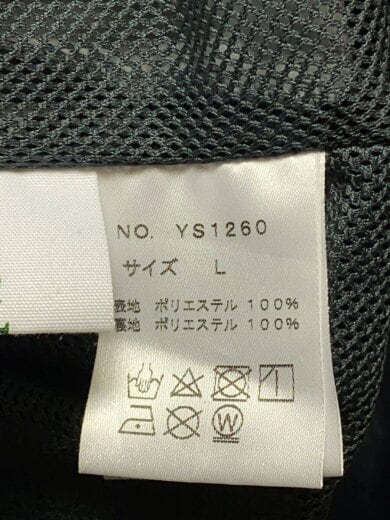 NO. YS1260
サイズ L
表地 ポリエステル 100%
裏地 ポリエステル 100%
W